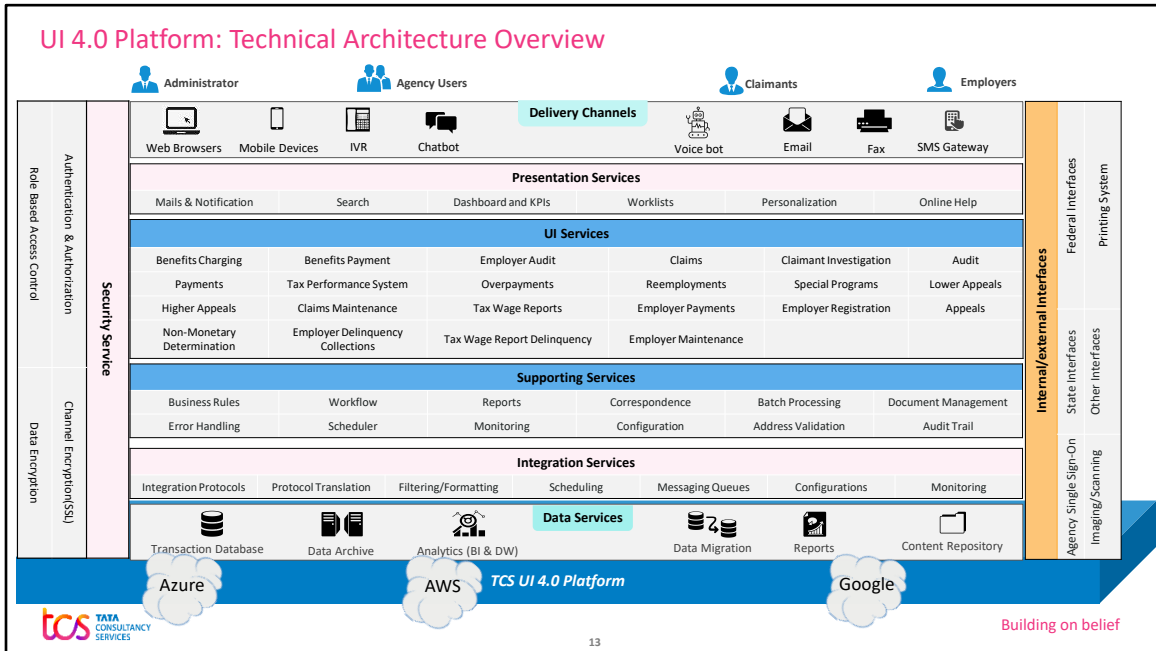 UI 4.0 Platform: Technical Architecture Overview
Administrator
Agency Users
Claimants
Employers
Role Based Access Control
Authentication & Authorization
Data Encryption
Channel Encryption(SSL)
Security Service
Delivery Channels
Web Browsers
Mobile Devices
IVR
Chatbot
Voice bot
Email
Fax
SMS Gateway
Presentation Services
Mails & Notification
Search
Dashboard and KPIs
Worklists
Personalization
Online Help
UI Services
Benefits Charging
Benefits Payment
Employer Audit
Claims
Claimant Investigation
Audit
Payments
Tax Performance System
Overpayments
Reemployments
Special Programs
Lower Appeals
Higher Appeals
Claims Maintenance
Tax Wage Reports
Employer Payments
Employer Registration
Appeals
Non-Monetary
Determination
Employer Delinquency
Collections
Tax Wage Report Delinquency
Employer Maintenance
Supporting Services
Business Rules
Workflow
Reports
Correspondence
Batch Processing
Document Management
Error Handling
Scheduler
Monitoring
Configuration
Address Validation
Audit Trail
Integration Services
Integration Protocols
Protocol Translation
Filtering/Formatting
Scheduling
Messaging Queues
Configurations
Monitoring
Data Services
Transaction Database
Data Archive
Analytics (BI & DW)
Data Migration
Reports
Content Repository
Internal/external Interfaces
Federal Interfaces
Printing System
State Interfaces
Other Interfaces
Agency Single Sign-On
Imaging/Scanning
Azure
AWS
TCS UI 4.0 Platform
Google
tcs
TATA
CONSULTANCY
SERVICES
13
Building on belief